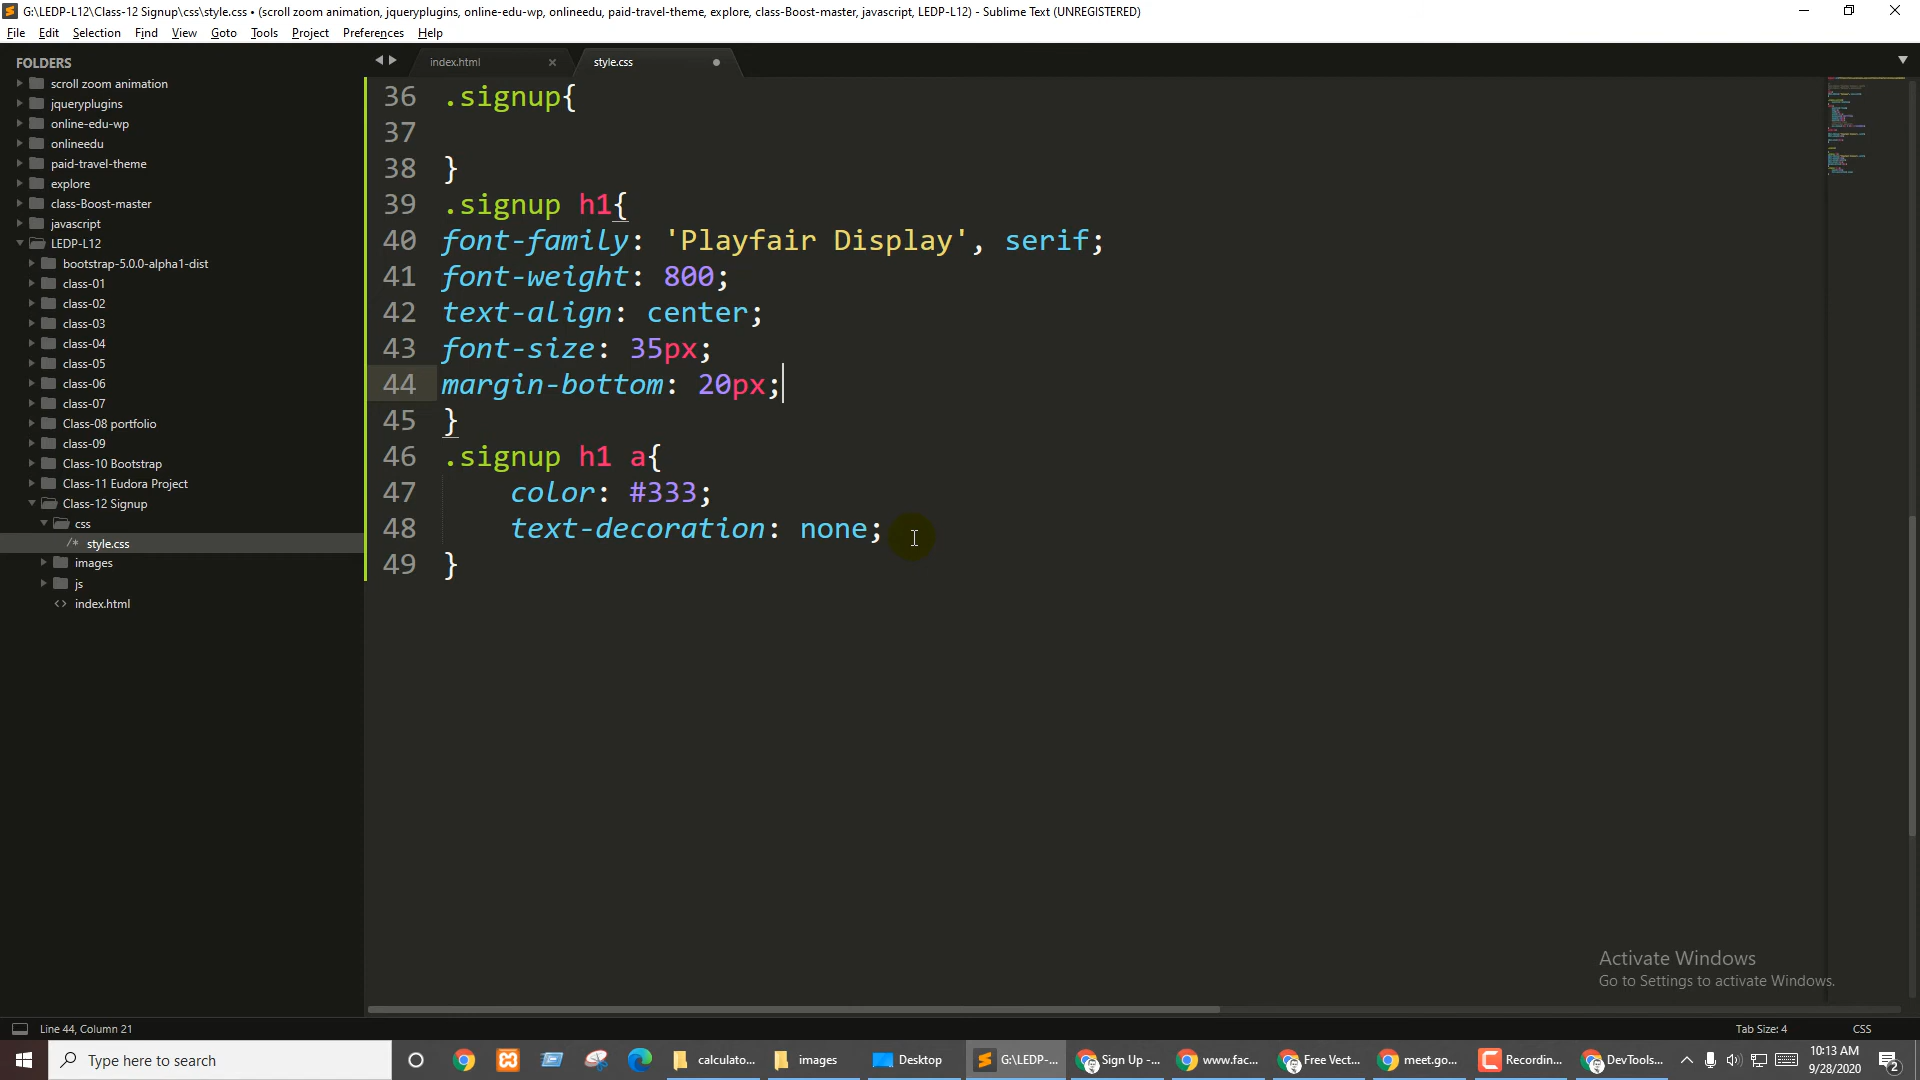 G:\LEDP-L12\Class-12 Signup\css\style.css • (scroll zoom animation, jqueryplugins, online-edu-wp, onlineedu, paid-travel-theme, explore, class-Boost-master, javascript, LEDP-L12) - Sublime Text (UNREGISTERED)
File Edit Selection Find View Goto Tools Project Preferences Help
FOLDERS
scroll zoom animation
jqueryplugins
online-edu-wp
onlineedu
paid-travel-theme
explore
class-Boost-master
javascript
LEDP-L12
bootstrap-5.0.0-alpha1-dist
class-01
class-02
class-03
class-04
class-05
class-06
class-07
Class-08 portfolio
class-09
Class-10 Bootstrap
Class-11 Eudora Project
Class-12 Signup
css
/* style.css
images
js
<> index.html
index.html style.css
36 .signup{
37
38 }
39 .signup h1{
40 font-family: 'Playfair Display', serif;
41 font-weight: 800;
42 text-align: center;
43 font-size: 35px;
44 margin-bottom: 20px;
45 }
46 .signup h1 a{
47 color: #333;
48 text-decoration: none;
49 }
Activate Windows
Go to Settings to activate Windows.
Line 44, Column 21 Tab Size: 4 CSS
Type here to search calculato... images Desktop G:\LEDP-... Sign Up -... www.fac... Free Vect... meet.go... Recordin... DevTools... 10:13 AM
9/28/2020 2